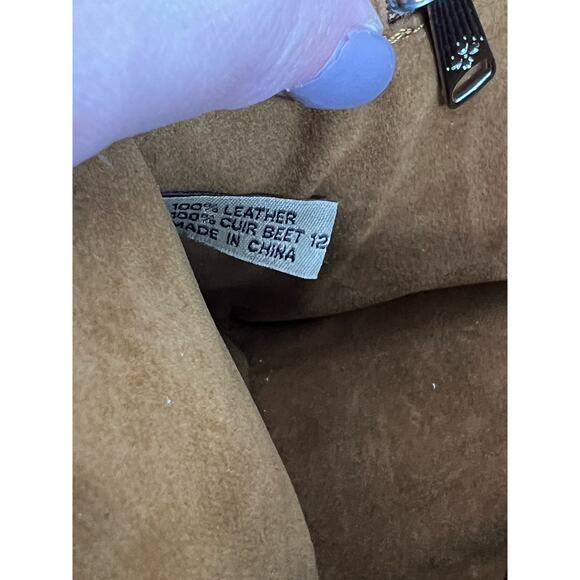 100% LEATHER
100% CUIR BEET 12
MADE IN CHINA